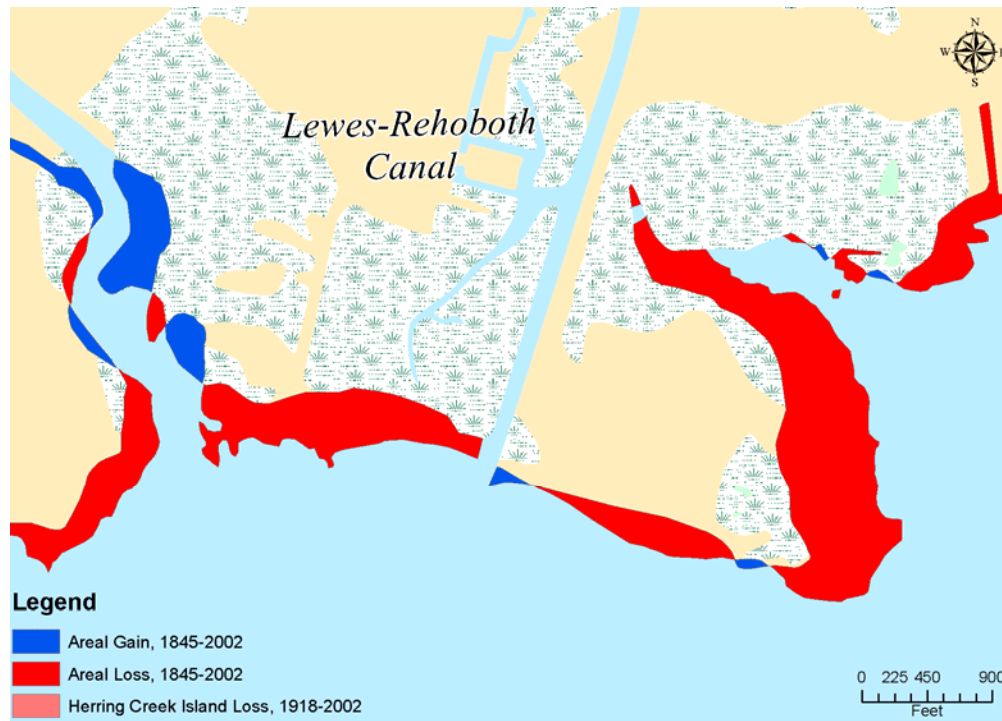 N
W
S
Lewes-Rehoboth
Canal
Legend
Areal Gain, 1845-2002
Areal Loss, 1845-2002
Herring Creek Island Loss, 1918-2002
0 225 450 900
Feet